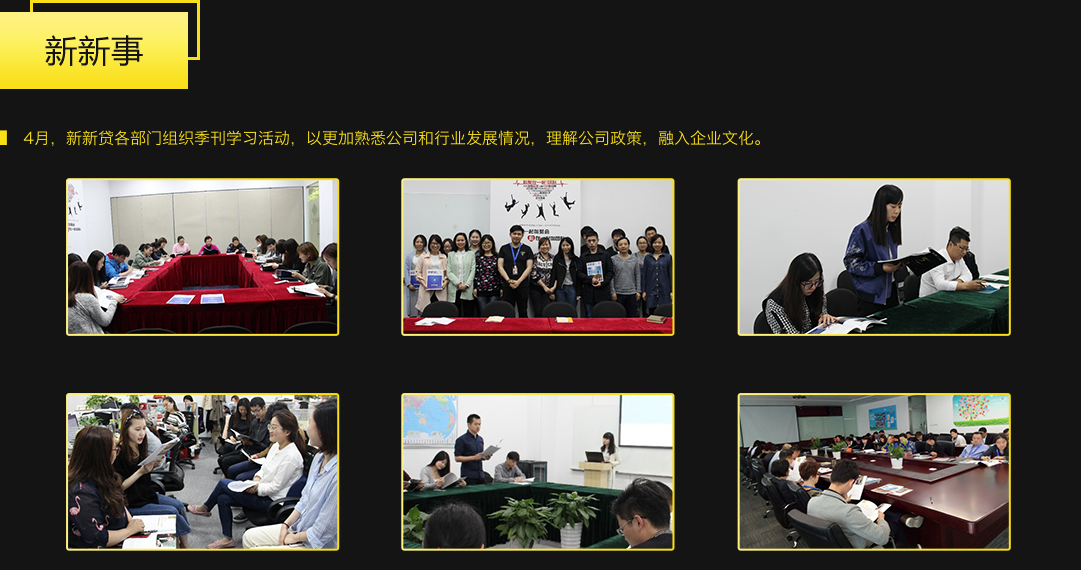 新新事
4月，新新贷各部门组织季刊学习活动，以更加熟悉公司和行业发展情况，理解公司政策，融入企业文化。